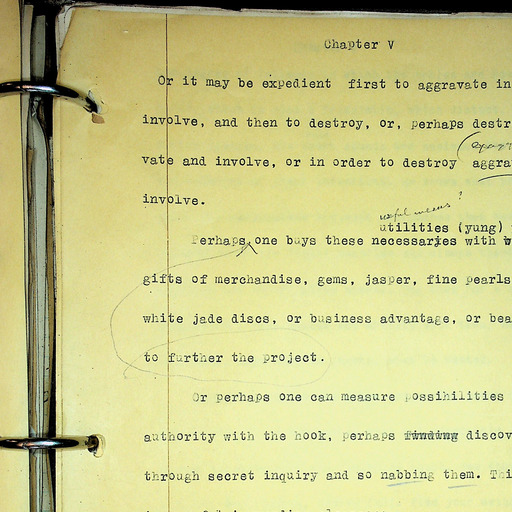 Chapter V
Or it may be expedient first to aggravate in
involve, and then to destroy, or, perhaps destr
vate and involve, or in order to destroy aggra
involve.
useful means?
utilities (yung)
Perhaps, one buys these necessaries with
gifts of merchandise, gems, jasper, fine pearls
white jade discs, or business advantage, or bea
to further the project.
Or perhaps one can measure possibilities
authority with the hook, perhaps finding discov
through secret inquiry and so nabbing them. Thi